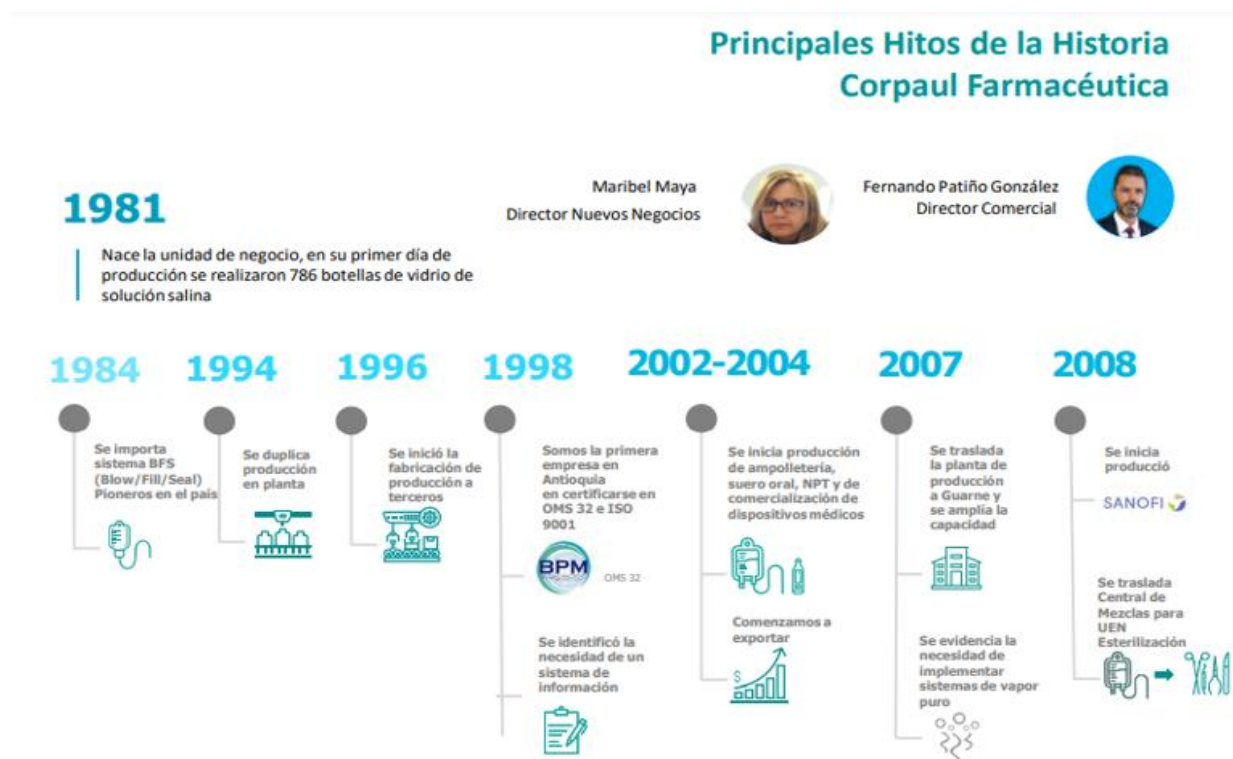 Principales Hitos de la Historia
Corpaul Farmacéutica
Maribel Maya
Director Nuevos Negocios
Fernando Patiño González
Director Comercial
1981
Nace la unidad de negocio, en su primer día de
producción se realizaron 786 botellas de vidrio de
solución salina
1984
Se importa
sistema BFS
(Blow/Fill/Seal)
Pioneros en el país
1994
Se duplica
producción
en planta
1996
Se inició la
fabricación de
producción a
terceros
1998
Somos la primera
empresa en
Antioquia
en certificarse en
OMS 32 e ISO
9001
BPM
OMS 32
Se identificó la
necesidad de un
sistema de
información
2002-2004
Se inicia producción
de ampolletería,
suero oral, NPT y de
comercialización de
dispositivos médicos
Comenzamos a
exportar
$
2007
Se traslada
la planta de
producción
a Guarne y
se amplía la
capacidad
Se evidencia la
necesidad de
implementar
sistemas de vapor
puro
2008
Se inicia
producció
SANOFI
Se traslada
Central de
Mezclas para
UEN
Esterilización